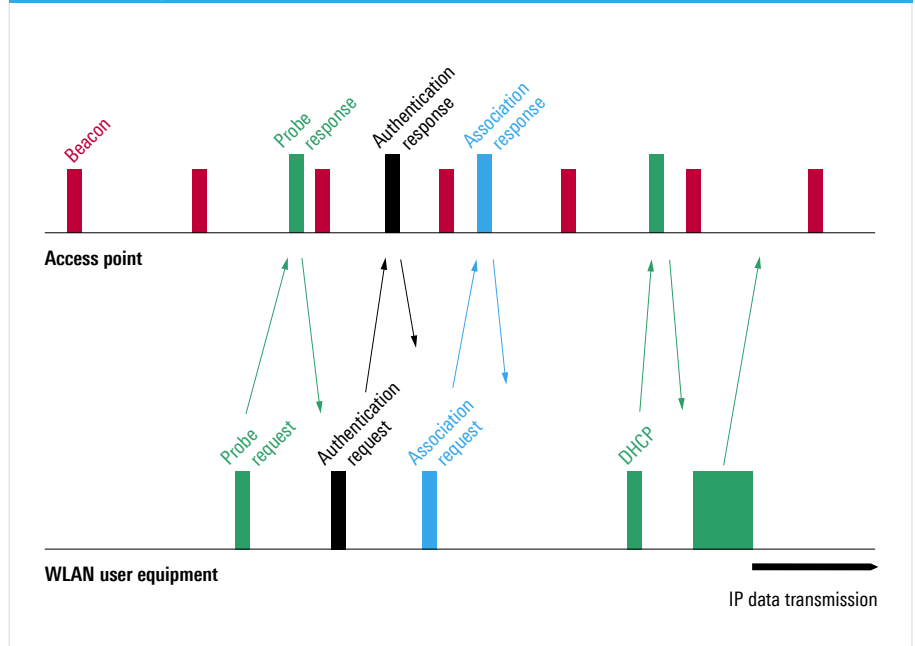 Beacon
Probe
response
Authentication
response
Association
response
Access point
Probe
request
Authentication
request
Association
request
DHCP
WLAN user equipment
IP data transmission